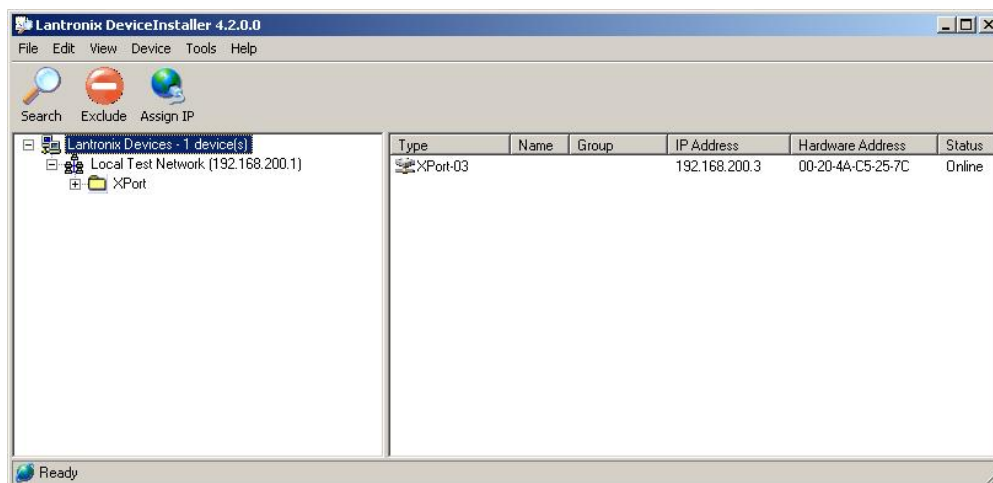 Lantronix DeviceInstaller 4.2.0.0
File Edit View Device Tools Help
Search Exclude Assign IP
Lantronix Devices - 1 device(s)
Local Test Network (192.168.200.1)
XPort
Type Name Group IP Address Hardware Address Status
XPort-03 192.168.200.3 00-20-4A-C5-25-7C Online
Ready